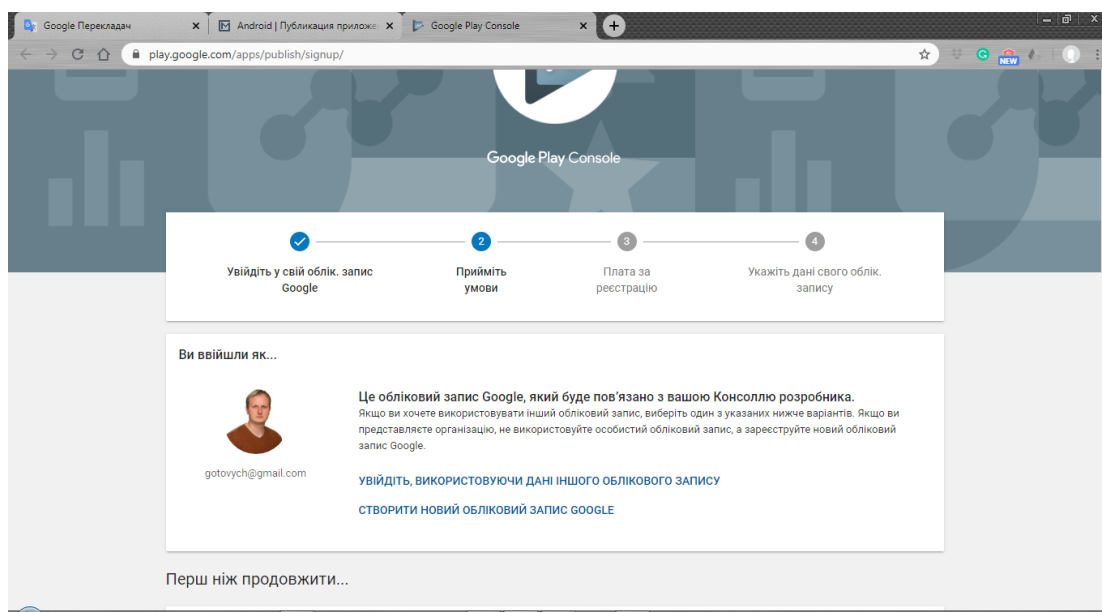 Google Перекладач
Android | Публикация приложе
Google Play Console
play.google.com/apps/publish/signup/
NEW
Google Play Console
2
3
4
Увійдіть у свій облік. запис
Google
Прийміть
умови
Плата за
реєстрацію
Укажіть дані свого облік.
запису
Ви ввійшли як...
Це обліковий запис Google, який буде пов'язано з вашою Консоллю розробника.
Якщо ви хочете використовувати інший обліковий запис, виберіть один з указаних нижче варіантів. Якщо ви
представляєте організацію, не використовуйте особистий обліковий запис, а зареєструйте новий обліковий
запис Google.
gotovych@gmail.com
УВІЙДІТЬ, ВИКОРИСТОВУЮЧИ ДАНІ ІНШОГО ОБЛІКОВОГО ЗАПИСУ
СТВОРИТИ НОВИЙ ОБЛІКОВИЙ ЗАПИС GOOGLE
Перш ніж продовжити...